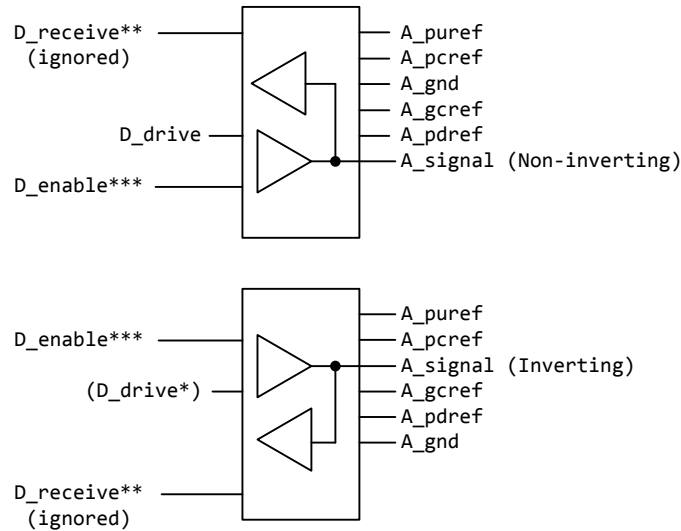 D_receive**
(ignored)
D_drive
D_enable***
A_puref
A_pcref
A_gnd
A_gcref
A_pdref
A_signal (Non-inverting)
D_enable***
(D_drive*)
D_receive**
(ignored)
A_puref
A_pcref
A_signal (Inverting)
A_gcref
A_pdref
A_gnd